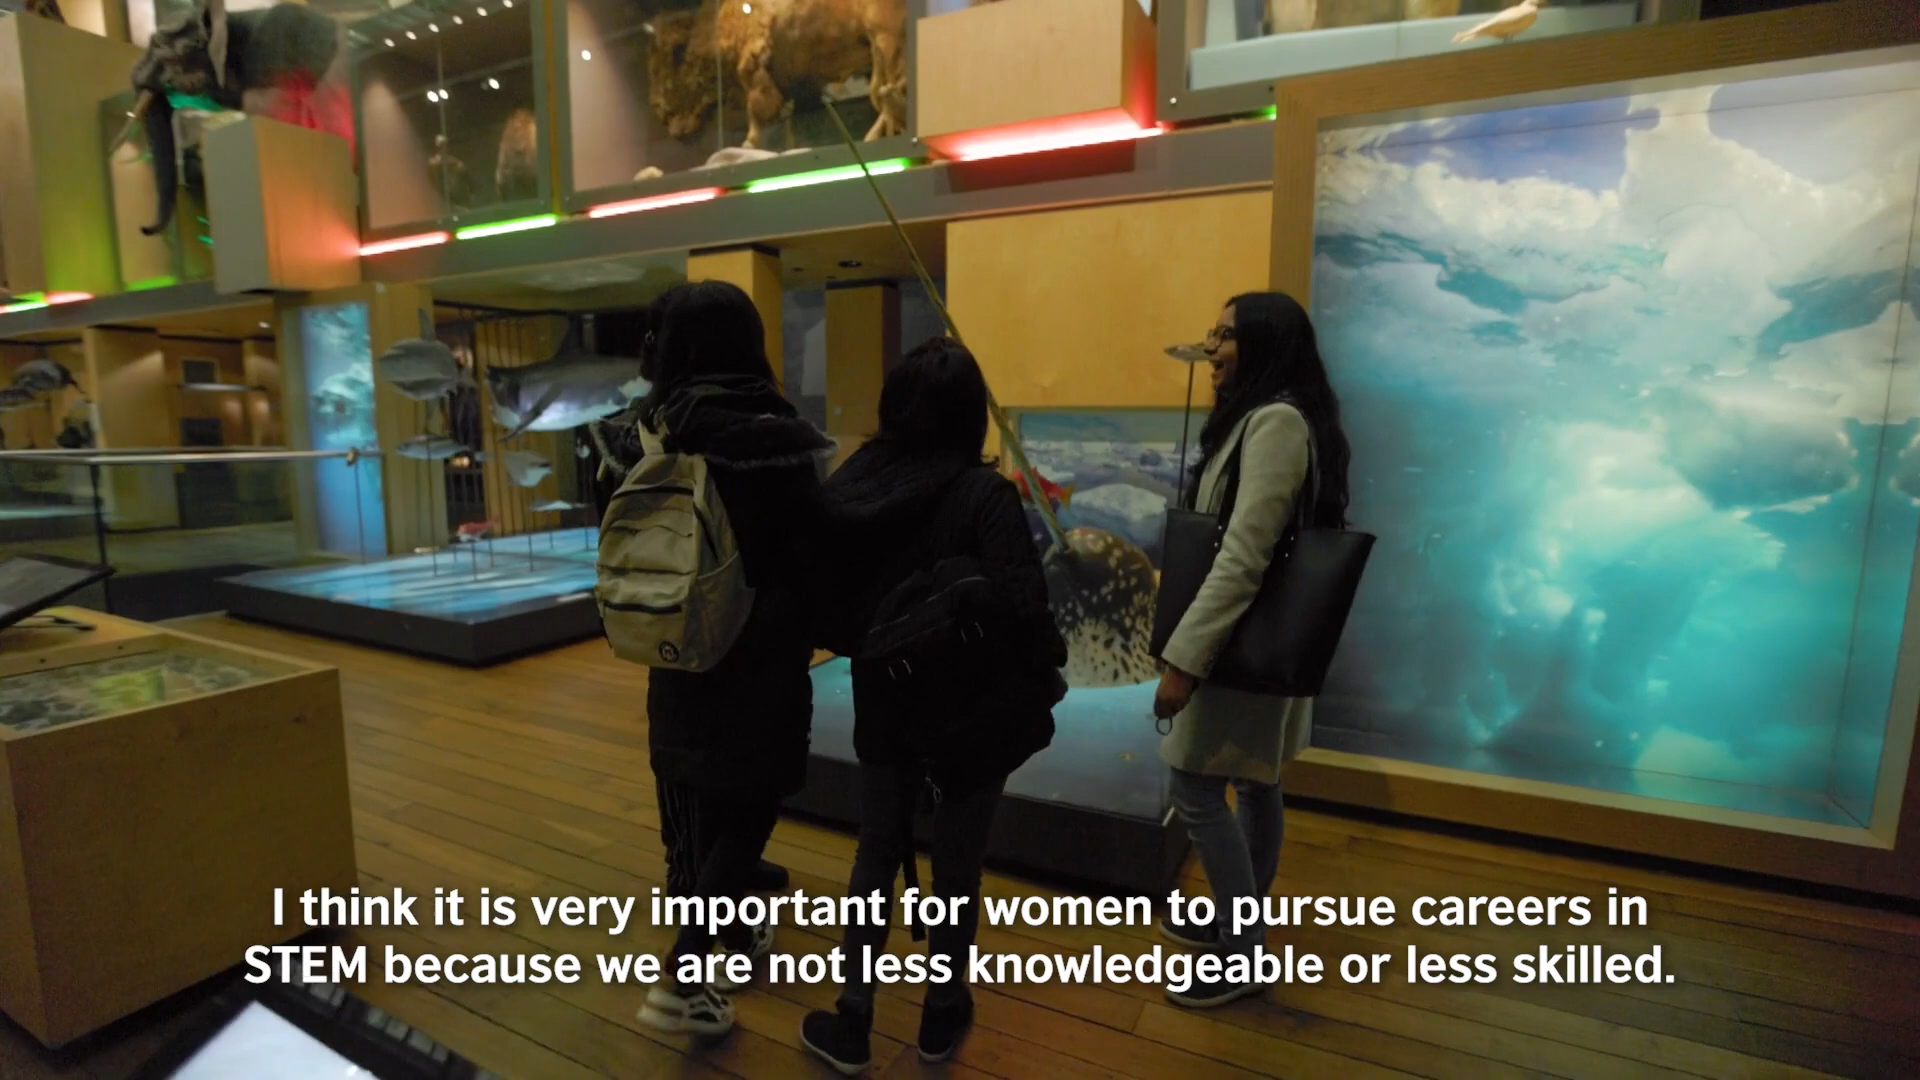 I think it is very important for women to pursue careers in
STEM because we are not less knowledgeable or less skilled.